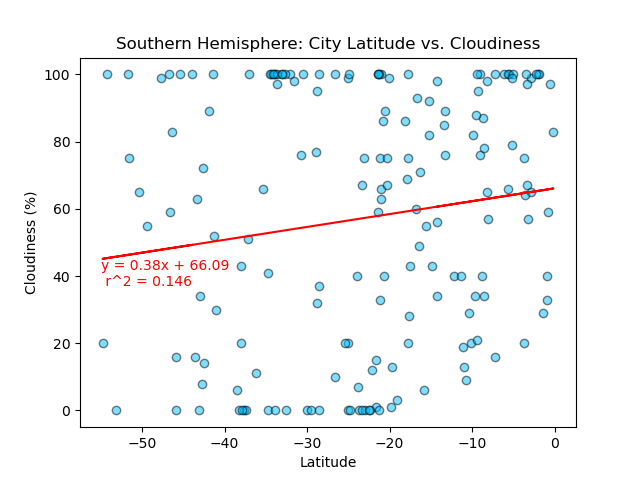 Southern Hemisphere: City Latitude vs. Cloudiness
100
80
60
40
20
0
Cloudiness (%)
y = 0.38x + 66.09
r^2 = 0.146
−50
−40
−30
−20
−10
0
Latitude